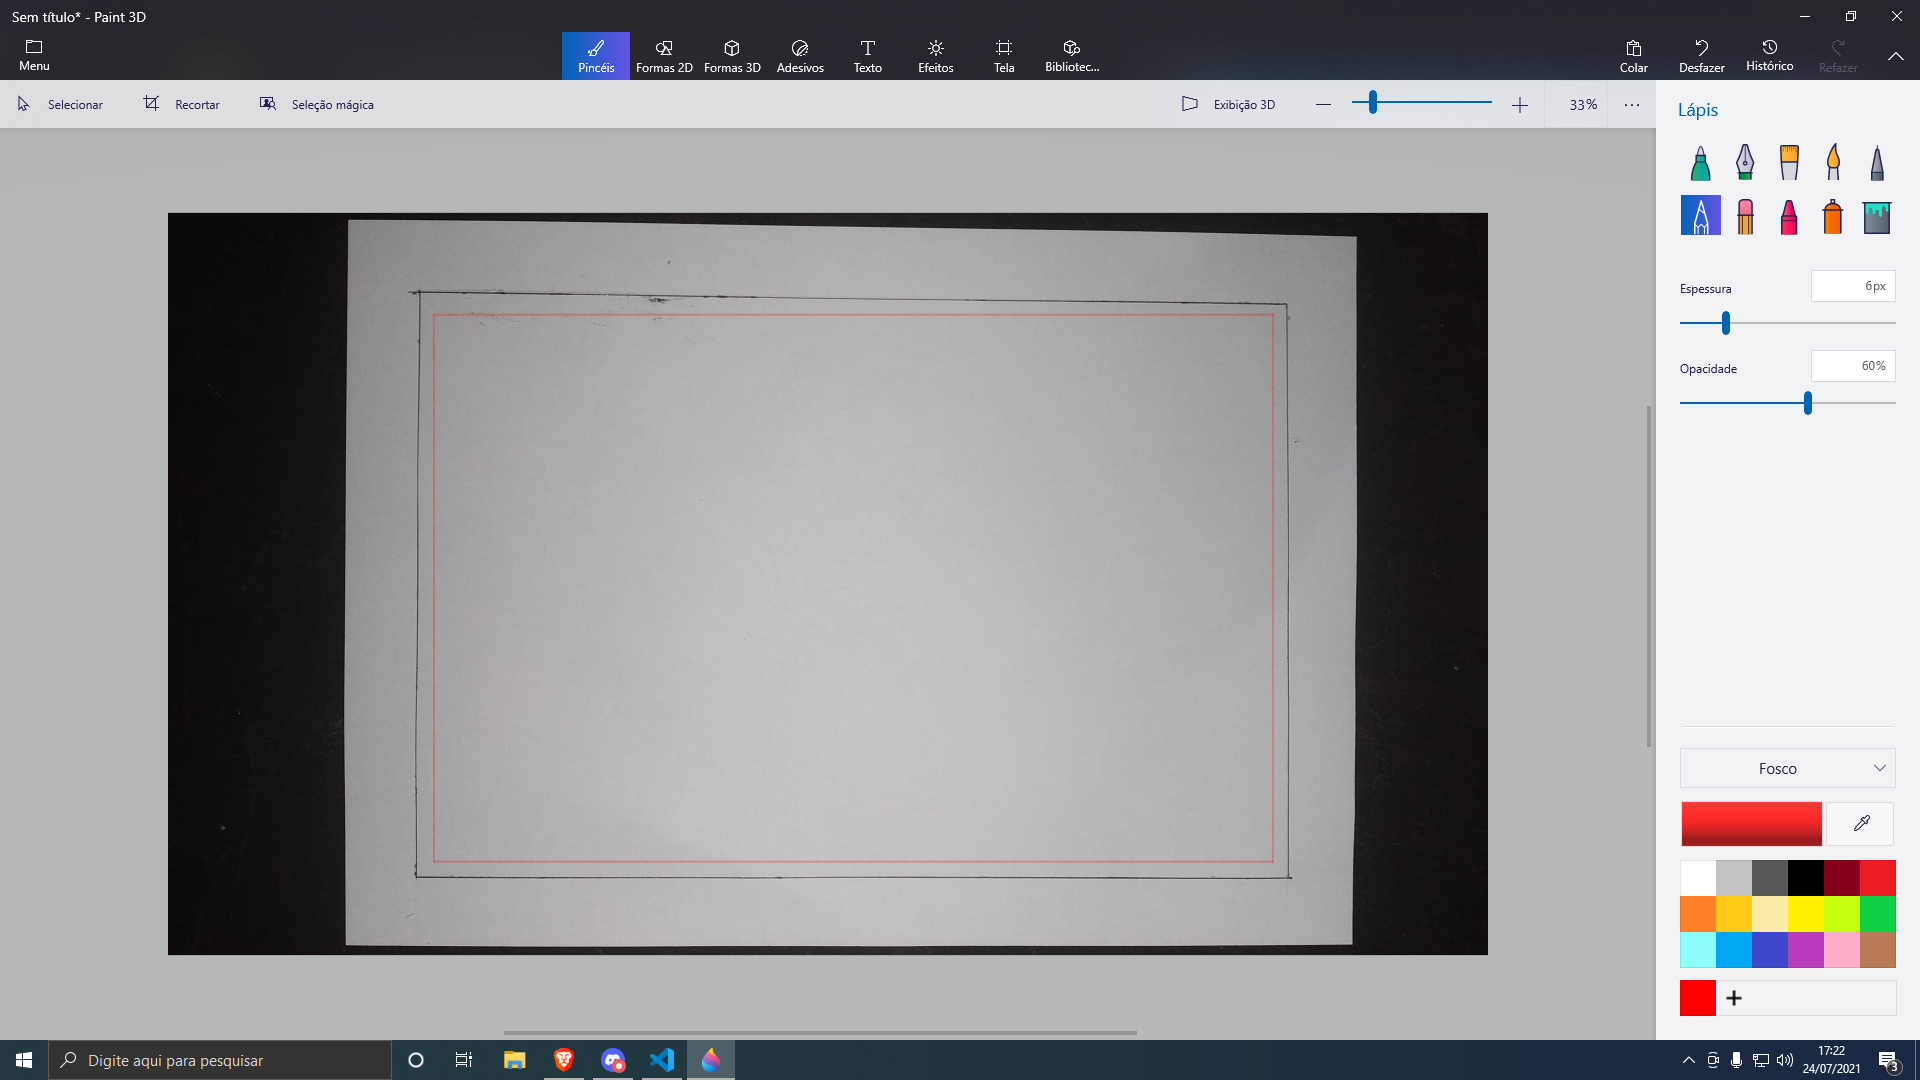 Sem título* - Paint 3D
Menu
Pincéis
Formas 2D
Formas 3D
Adesivos
Texto
Efeitos
Tela
Bibliotec...
Colar
Desfazer
Histórico
Refazer
Selecionar
Recortar
Seleção mágica
Exibição 3D
33%
Lápis
Espessura
6px
Opacidade
60%
Fosco
Digite aqui para pesquisar
17:22
24/07/2021
3